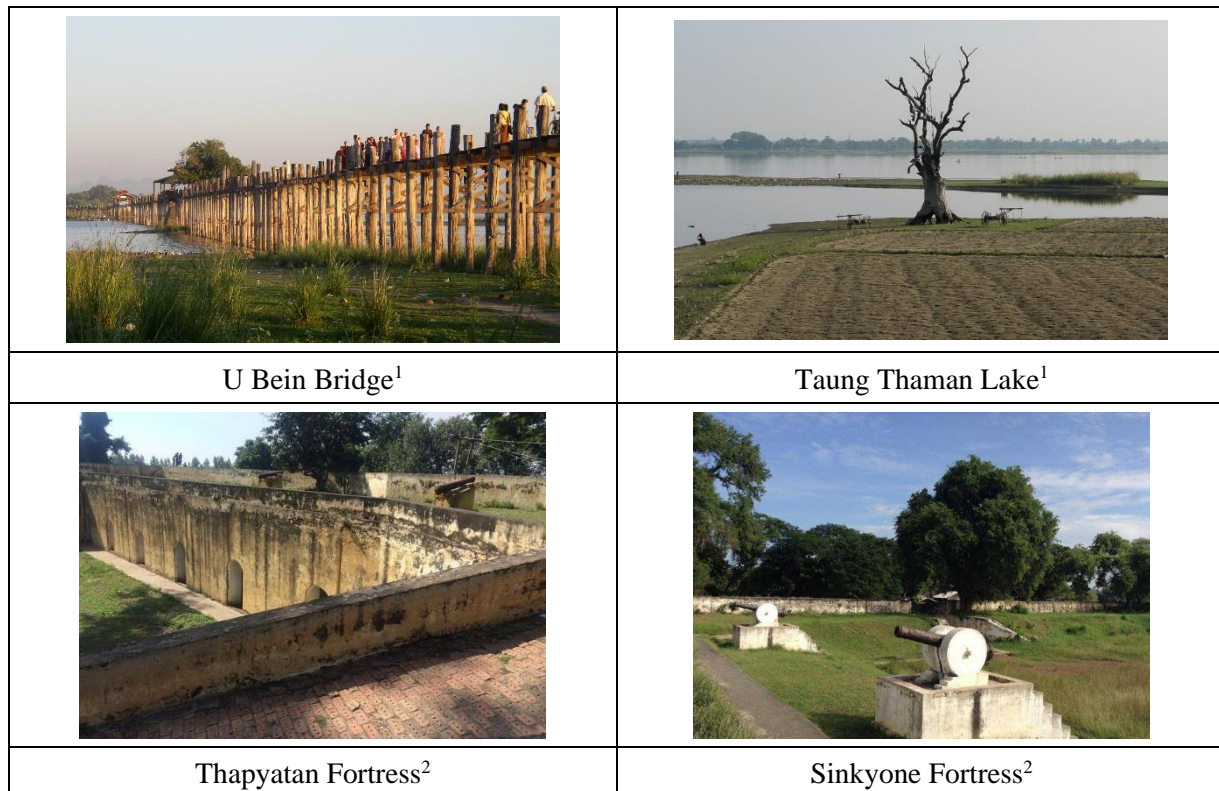 U Bein Bridge1
Taung Thaman Lake1
Thapyatan Fortress2
Sinkyone Fortress2